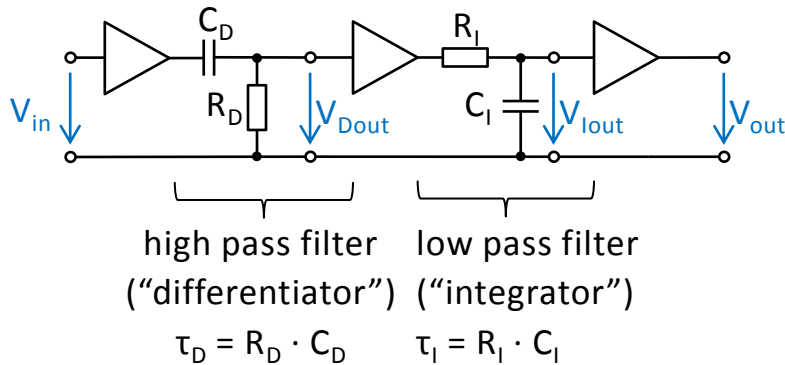 C_D
R_I
V_in
R_D
V_Dout
C_I
V_Iout
V_out
high pass filter
low pass filter
(“differentiator”)
(“integrator”)
τ_D = R_D · C_D
τ_I = R_I · C_I